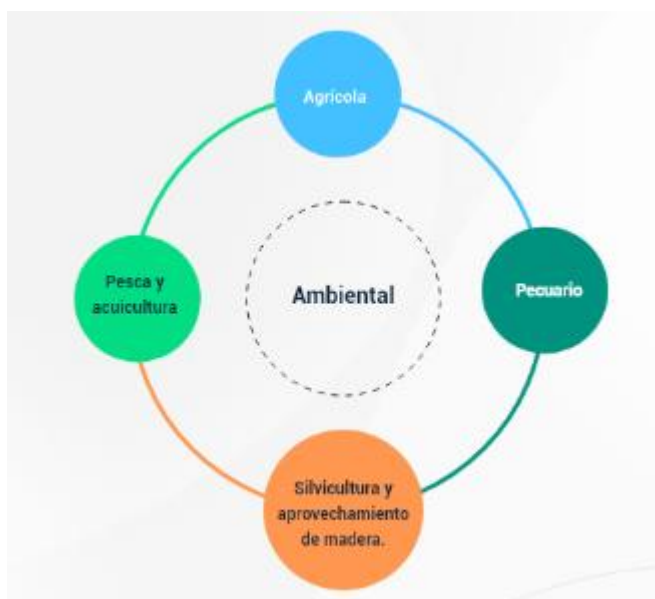 Agrícola
Pesca y
acuicultura
Ambiental
Pecuario
Silvicultura y
aprovechamiento
de madera.